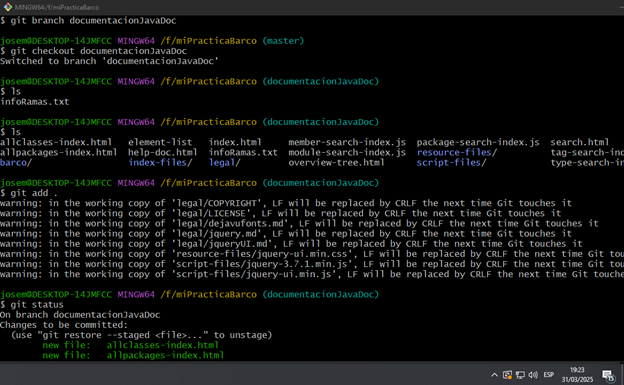 MINGW64:/f/miPracticaBarco
$ git branch documentacionJavaDoc
josem@DESKTOP-14JMFCC MINGW64 /f/miPracticaBarco (master)
$ git checkout documentacionJavaDoc
Switched to branch 'documentacionJavaDoc'
josem@DESKTOP-14JMFCC MINGW64 /f/miPracticaBarco (documentacionJavaDoc)
$ ls
infoRamas.txt
josem@DESKTOP-14JMFCC MINGW64 /f/miPracticaBarco (documentacionJavaDoc)
$ ls
allclasses-index.html element-list index.html member-search-index.js package-search-index.js search.html
allpackages-index.html help-doc.html infoRamas.txt module-search-index.js resource-files/ tag-search-in
barco/ index-files/ legal/ overview-tree.html script-files/ type-search-i
josem@DESKTOP-14JMFCC MINGW64 /f/miPracticaBarco (documentacionJavaDoc)
$ git add .
warning: in the working copy of 'legal/COPYRIGHT', LF will be replaced by CRLF the next time Git touches it
warning: in the working copy of 'legal/LICENSE', LF will be replaced by CRLF the next time Git touches it
warning: in the working copy of 'legal/dejavufonts.md', LF will be replaced by CRLF the next time Git touches it
warning: in the working copy of 'legal/jquery.md', LF will be replaced by CRLF the next time Git touches it
warning: in the working copy of 'legal/jqueryUI.md', LF will be replaced by CRLF the next time Git touches it
warning: in the working copy of 'resource-files/jquery-ui.min.css', LF will be replaced by CRLF the next time Git tou
warning: in the working copy of 'script-files/jquery-3.7.1.min.js', LF will be replaced by CRLF the next time Git tou
warning: in the working copy of 'script-files/jquery-ui.min.js', LF will be replaced by CRLF the next time Git touche
josem@DESKTOP-14JMFCC MINGW64 /f/miPracticaBarco (documentacionJavaDoc)
$ git status
On branch documentacionJavaDoc
Changes to be committed:
(use "git restore --staged <file>..." to unstage)
new file: allclasses-index.html
new file: allpackages-index.html
ESP
19:23
31/03/2025
15